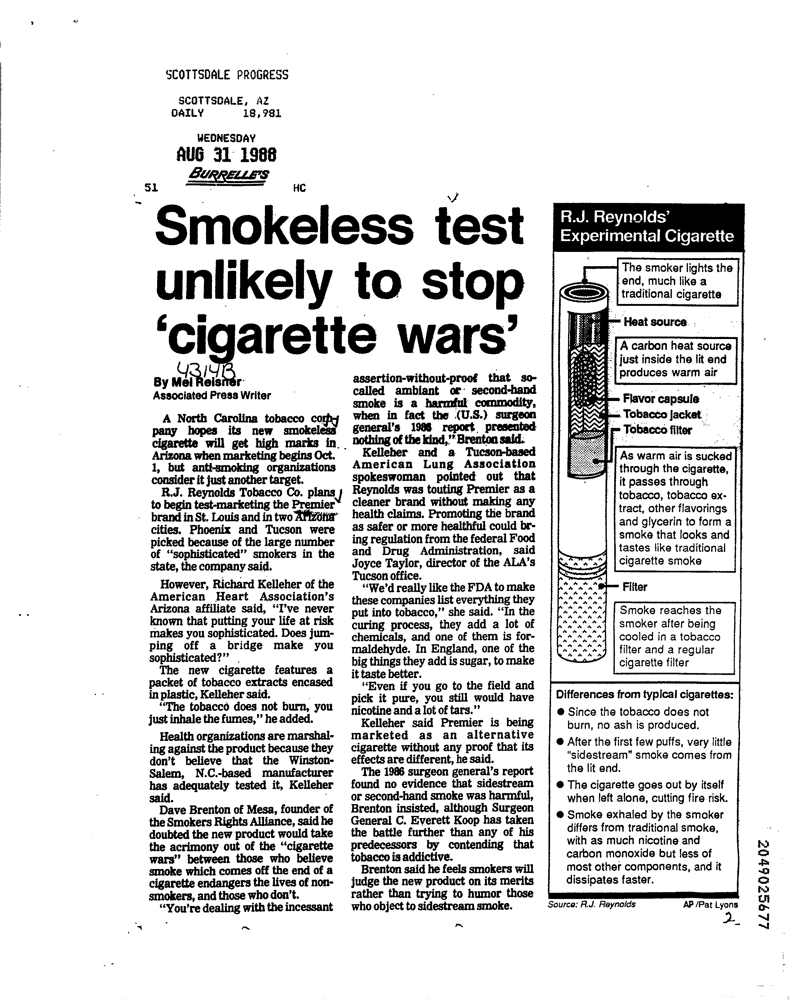 SCOTTSDALE PROGRESS
SCOTTSDALE, AZ
DAILY 18,981
WEDNESDAY
AUG 31 1988
BURRELLE'S
51 HC
Smokeless test
unlikely to stop
'cigarette wars'
4314B
By Mel Reisner
Associated Press Writer
A North Carolina tobacco com-
pany hopes its new smokeless
cigarette will get high marks in
Arizona when marketing begins Oct.
1, but anti-smoking organizations
consider it just another target.
R.J. Reynolds Tobacco Co. plans
to begin test-marketing the Premier
brand in St. Louis and in two Arizona
cities. Phoenix and Tucson were
picked because of the large number
of "sophisticated" smokers in the
state, the company said.
However, Richard Kelleher of the
American Heart Association's
Arizona affiliate said, "I've never
known that putting your life at risk
makes you sophisticated. Does jum-
ping off a bridge make you
sophisticated?"
The new cigarette features a
packet of tobacco extracts encased
in plastic, Kelleher said.
"The tobacco does not burn, you
just inhale the fumes," he added.
Health organizations are marshal-
ing against the product because they
don't believe that the Winston-
Salem, N.C.-based manufacturer
has adequately tested it, Kelleher
said.
Dave Brenton of Mesa, founder of
the Smokers Rights Alliance, said he
doubted the new product would take
the acrimony out of the "cigarette
wars" between those who believe
smoke which comes off the end of a
cigarette endangers the lives of non-
smokers, and those who don't.
"You're dealing with the incessant
assertion-without-proof that so-
called ambiant or second-hand
smoke is a harmful commodity,
when in fact the (U.S.) surgeon
general's 1986 report presented
nothing of the kind," Brenton said.
Kelleher and a Tucson-based
American Lung Association
spokeswoman pointed out that
Reynolds was touting Premier as a
cleaner brand without making any
health claims. Promoting the brand
as safer or more healthful could br-
ing regulation from the federal Food
and Drug Administration, said
Joyce Taylor, director of the ALA's
Tucson office.
"We'd really like the FDA to make
these companies list everything they
put into tobacco," she said. "In the
curing process, they add a lot of
chemicals, and one of them is for-
maldehyde. In England, one of the
big things they add is sugar, to make
it taste better.
"Even if you go to the field and
pick it pure, you still would have
nicotine and a lot of tars."
Kelleher said Premier is being
marketed as an alternative
cigarette without any proof that its
effects are different, he said.
The 1986 surgeon general's report
found no evidence that sidestream
or second-hand smoke was harmful,
Brenton insisted, although Surgeon
General C. Everett Koop has taken
the battle further than any of his
predecessors by contending that
tobacco is addictive.
Brenton said he feels smokers will
judge the new product on its merits
rather than trying to humor those
who object to sidestream smoke.
R.J. Reynolds'
Experimental Cigarette
The smoker lights the
end, much like a
traditional cigarette
Heat source
A carbon heat source
just inside the lit end
produces warm air
Flavor capsule
Tobacco jacket
Tobacco filter
As warm air is sucked
through the cigarette,
it passes through
tobacco, tobacco ex-
tract, other flavorings
and glycerin to form a
smoke that looks and
tastes like traditional
cigarette smoke
Filter
Smoke reaches the
smoker after being
cooled in a tobacco
filter and a regular
cigarette filter
Differences from typical cigarettes:
● Since the tobacco does not
burn, no ash is produced.
● After the first few puffs, very little
"sidestream" smoke comes from
the lit end.
● The cigarette goes out by itself
when left alone, cutting fire risk.
● Smoke exhaled by the smoker
differs from traditional smoke,
with as much nicotine and
carbon monoxide but less of
most other components, and it
dissipates faster.
Source: R.J. Reynolds AP/Pat Lyons
2
2049025677